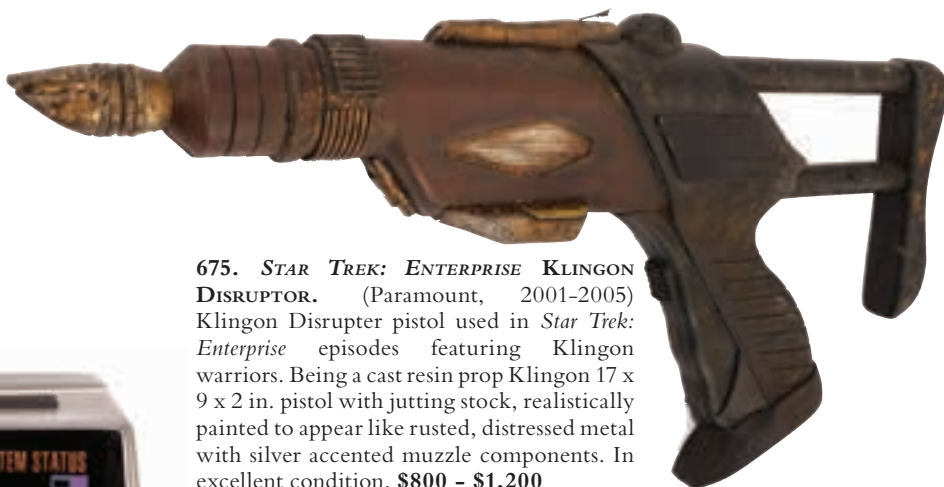 675. STAR TREK: ENTERPRISE KLINGON
DISRUPTOR. (Paramount, 2001-2005)
Klingon Disrupter pistol used in Star Trek:
Enterprise episodes featuring Klingon
warriors. Being a cast resin prop Klingon 17 x
9 x 2 in. pistol with jutting stock, realistically
painted to appear like rusted, distressed metal
with silver accented muzzle components. In
excellent condition. $800 - $1,200
TEM STATUS